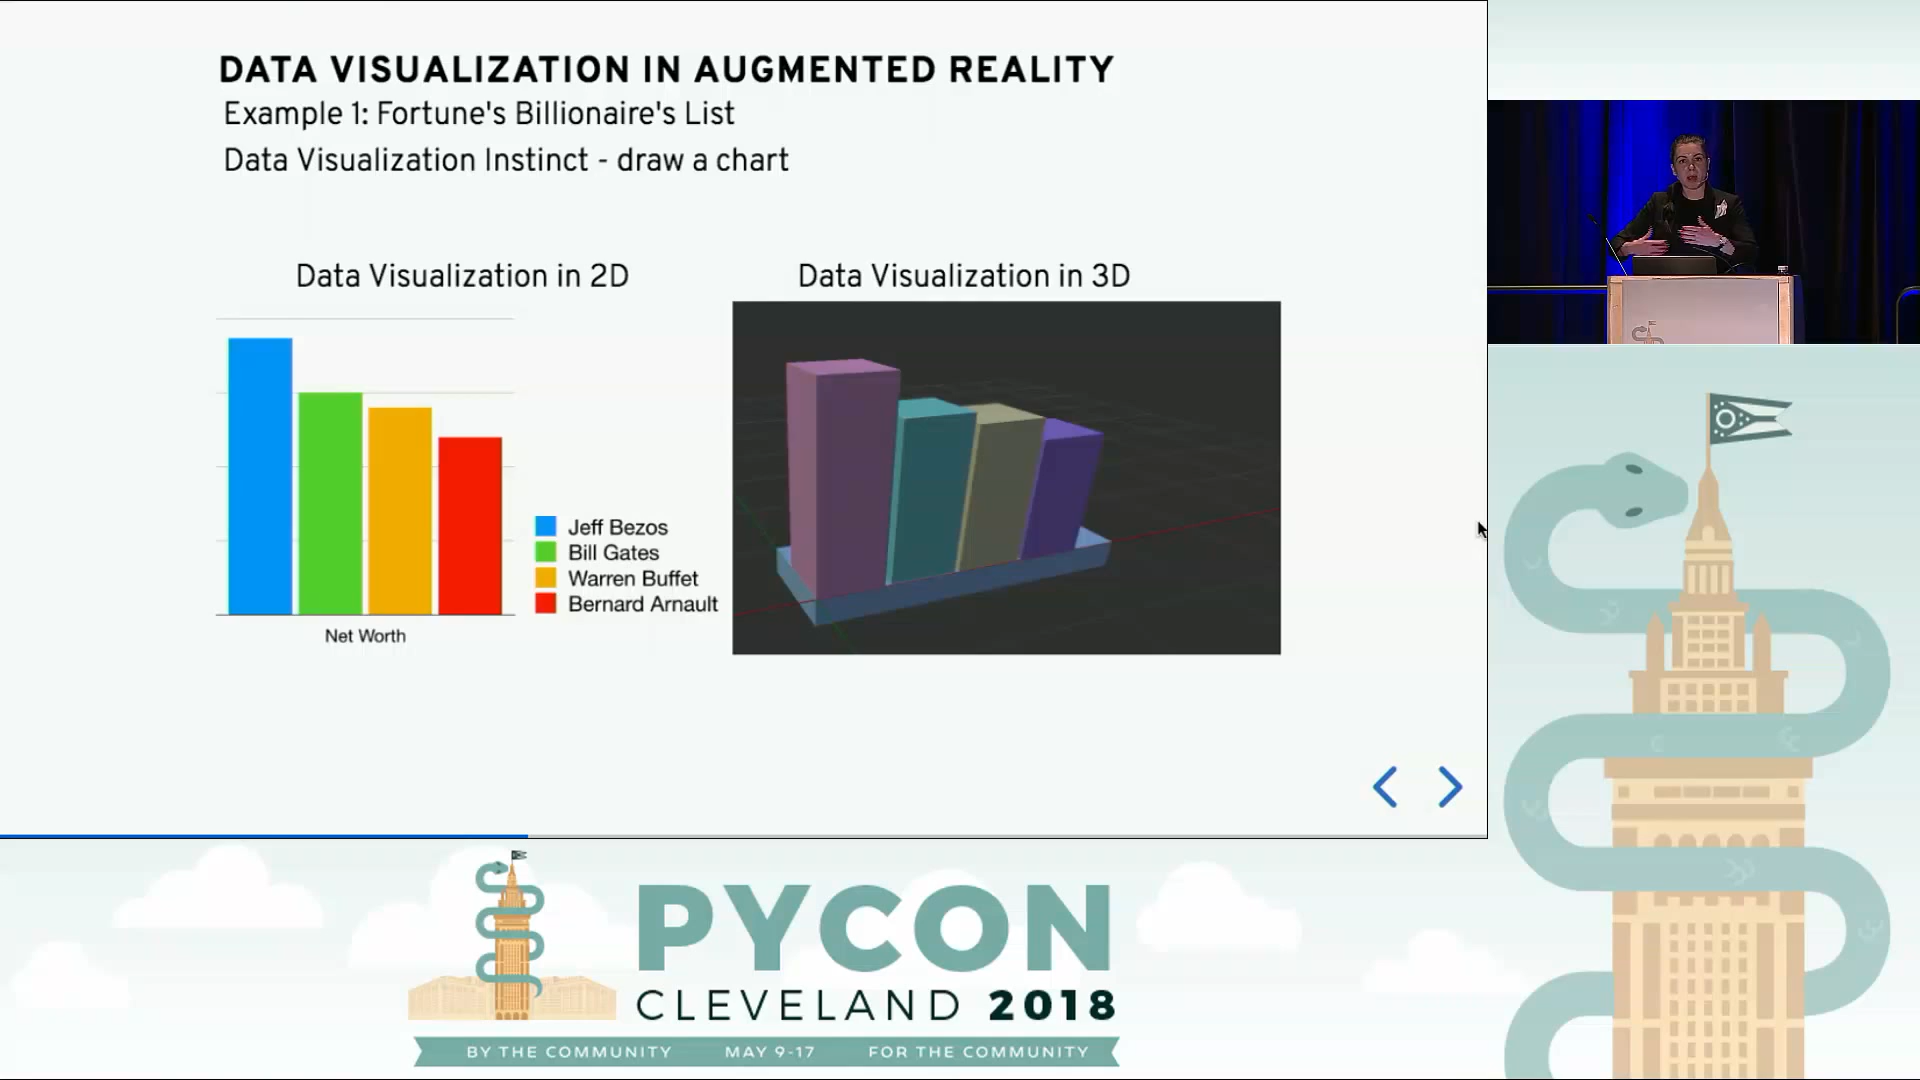 DATA VISUALIZATION IN AUGMENTED REALITY
Example 1: Fortune's Billionaire's List
Data Visualization Instinct - draw a chart
Data Visualization in 2D
Data Visualization in 3D
Jeff Bezos
Bill Gates
Warren Buffet
Bernard Arnault
Net Worth
PYCON
CLEVELAND 2018
BY THE COMMUNITY MAY 9-17 FOR THE COMMUNITY